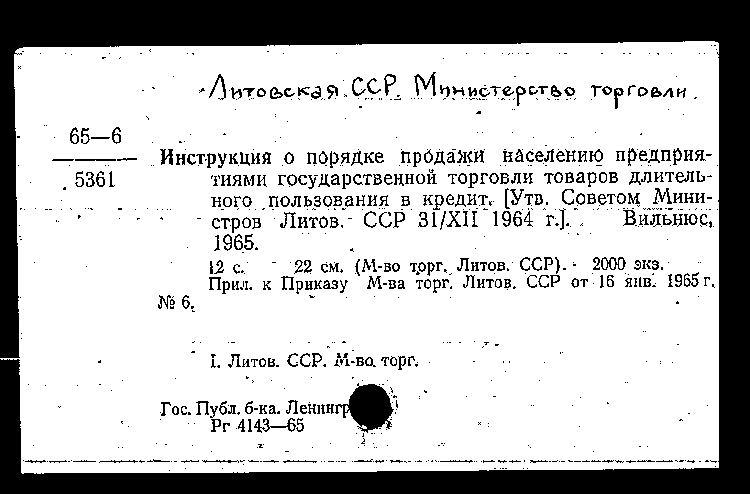 Литовская ССР. Министерство торговли.
65—6
5361
Инструкция о порядке продажи населению предприя-
тиями государственной торговли товаров длитель-
ного пользования в кредит. [Утв. Советом Мини-
стров Литов. ССР 31/XII 1964 г.]. Вильнюс,
1965.
12 с. 22 см. (М-во торг. Литов. ССР). 2000 экз.
Прил. к Приказу М-ва торг. Литов. ССР от 16 янв. 1965 г.
№ 6.
I. Литов. ССР. М-во торг.
Гос. Публ. б-ка. Ленингр
Рг 4143—65